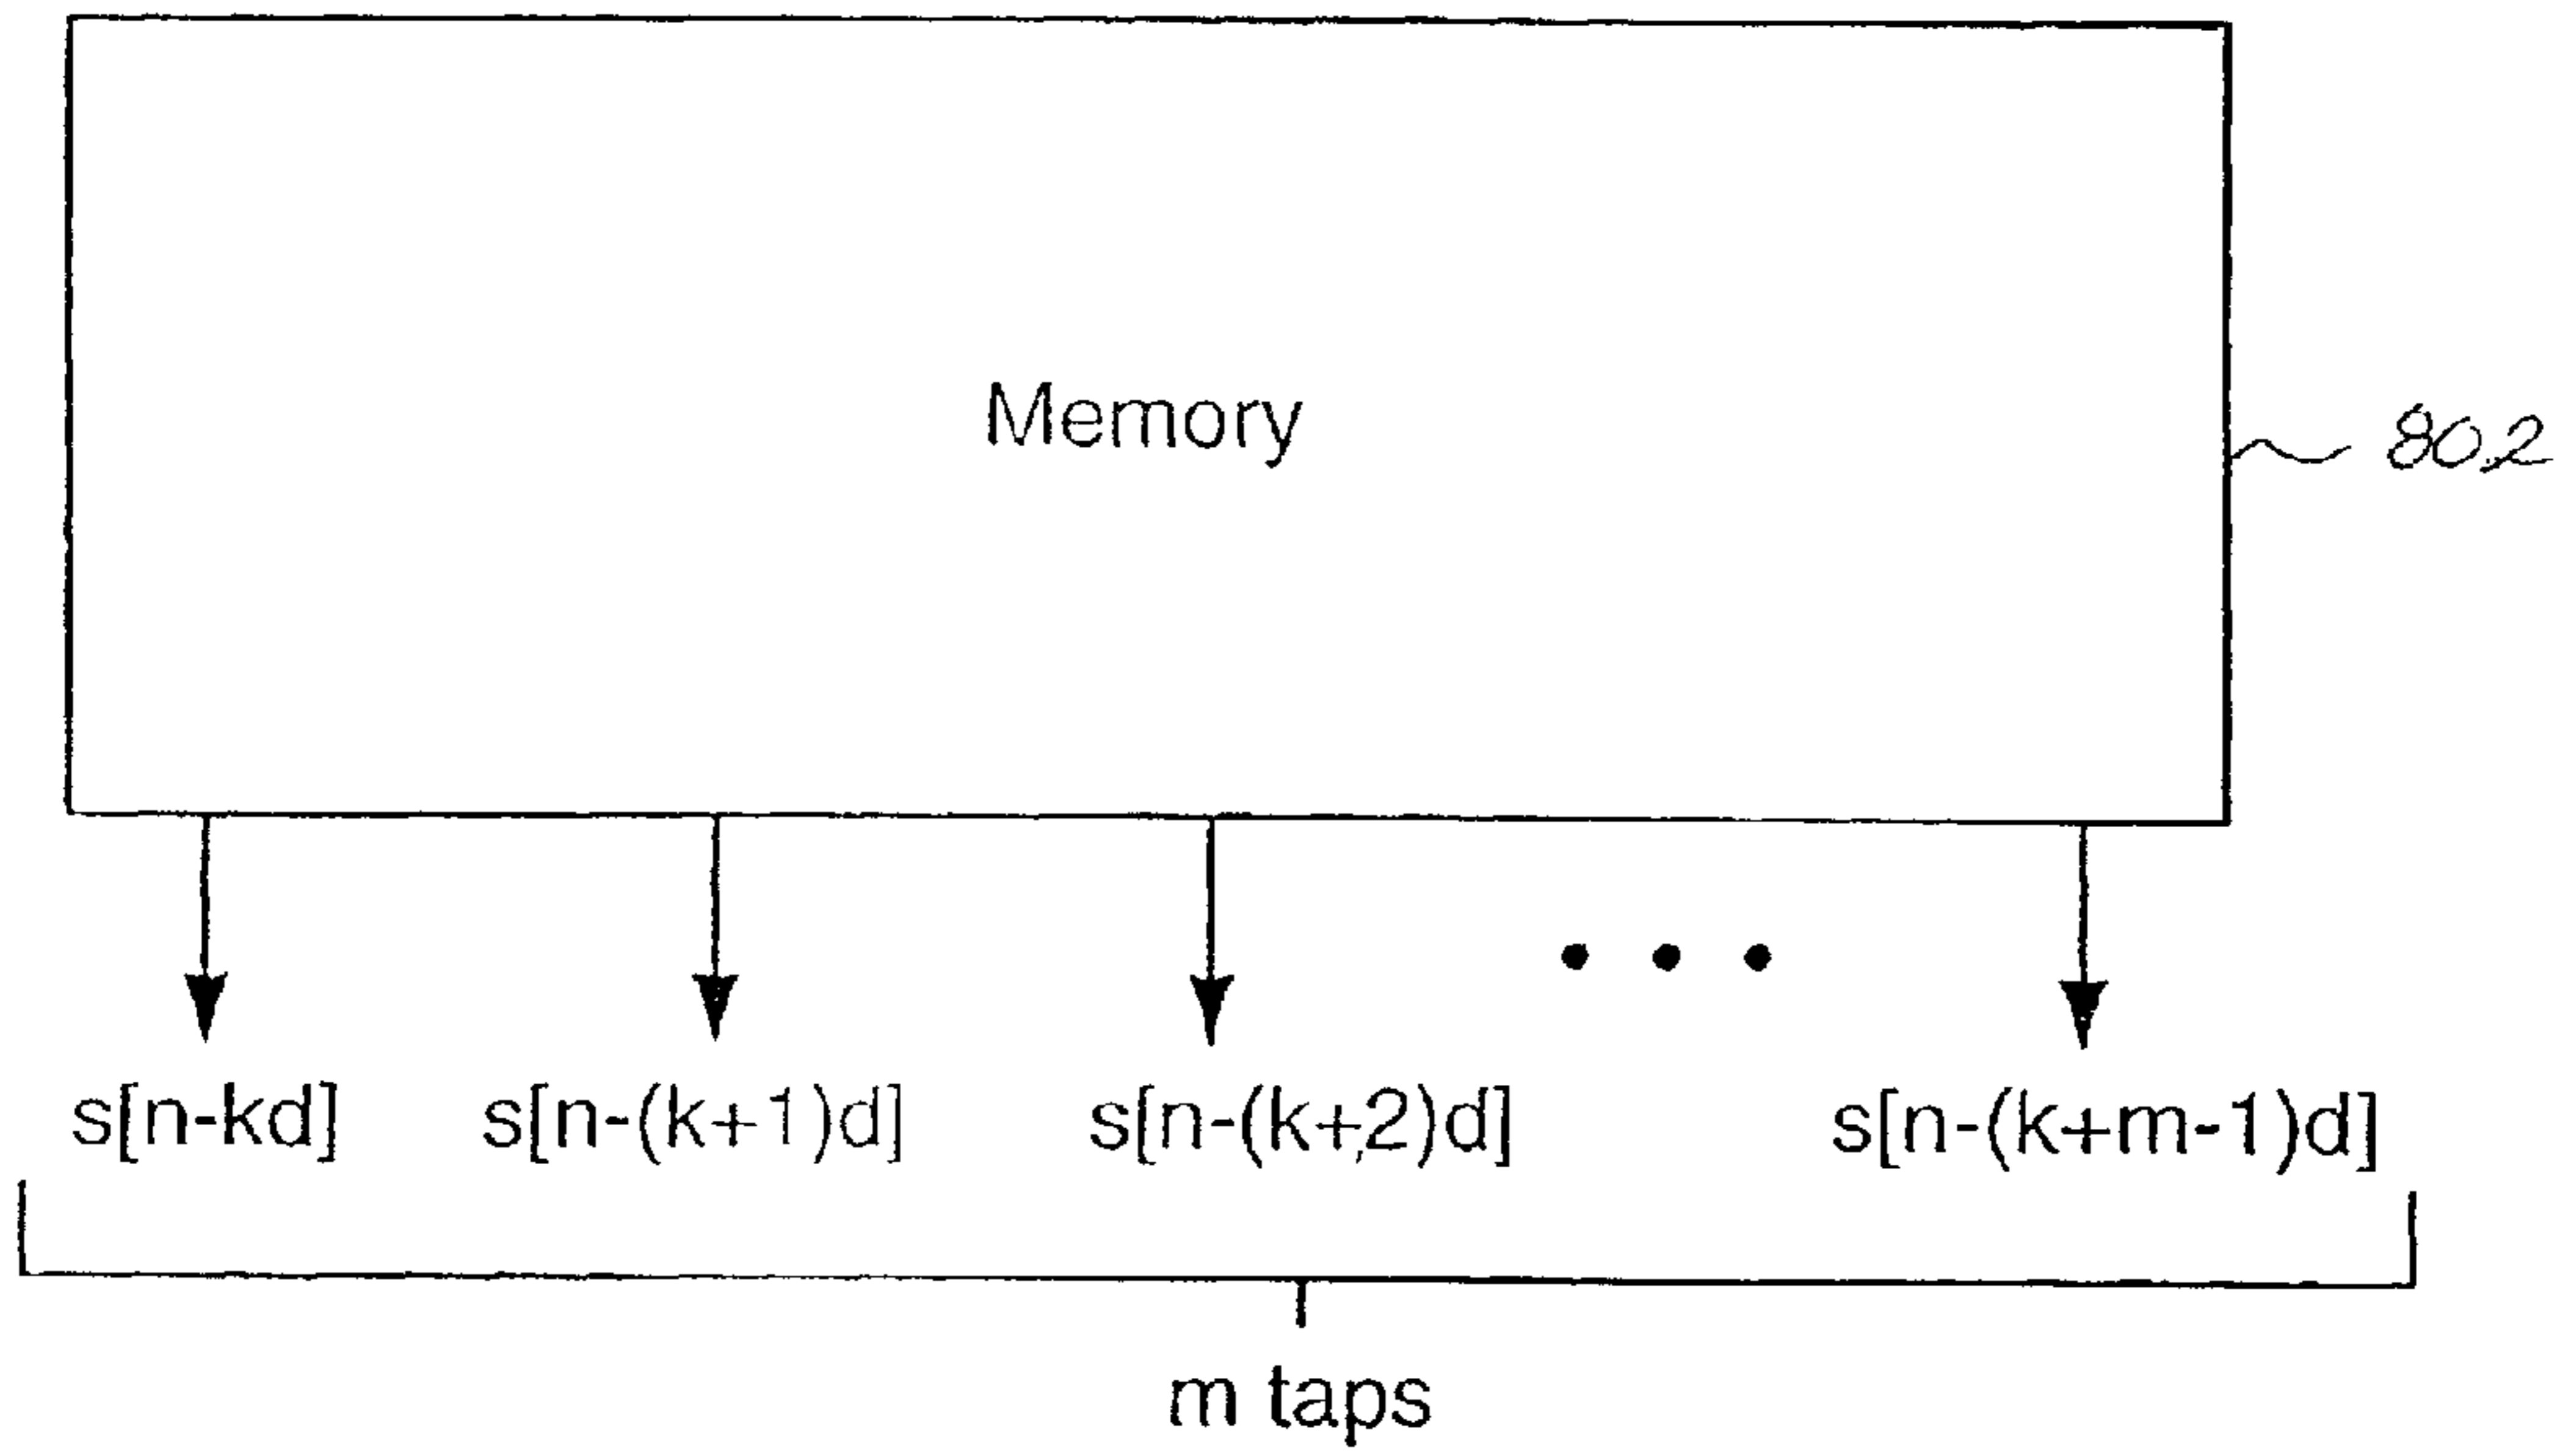 Memory
802
s[n-kd] s[n-(k+1)d] s[n-(k+2)d] s[n-(k+m-1)d]
m taps